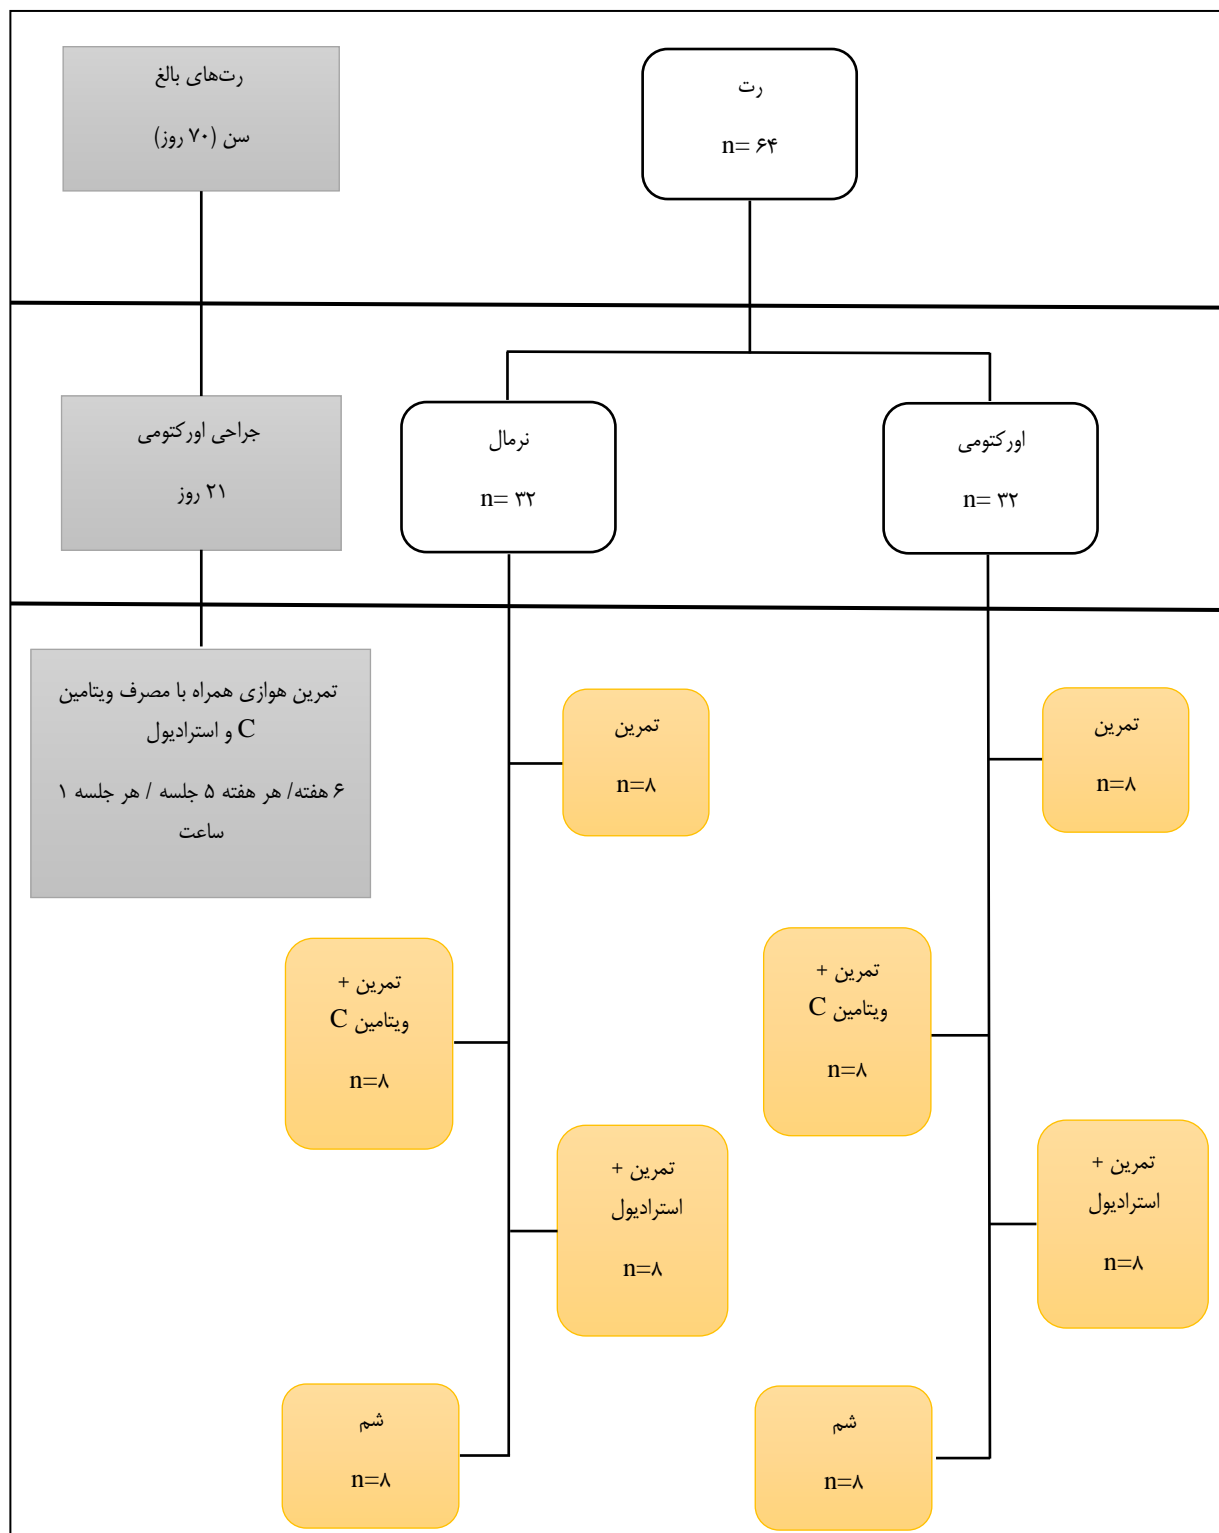 رت‌های بالغ
سن (۷۰ روز)
رت
n= ۶۴
جراحی اورکتومی
۲۱ روز
نرمال
n= ۳۲
اورکتومی
n= ۳۲
تمرین هوازی همراه با مصرف ویتامین
C و استرادیول
۶ هفته/ هر هفته ۵ جلسه / هر جلسه ۱
ساعت
تمرین
n=۸
تمرین
n=۸
تمرین +
ویتامین C
n=۸
تمرین +
ویتامین C
n=۸
تمرین +
استرادیول
n=۸
تمرین +
استرادیول
n=۸
شم
n=۸
شم
n=۸